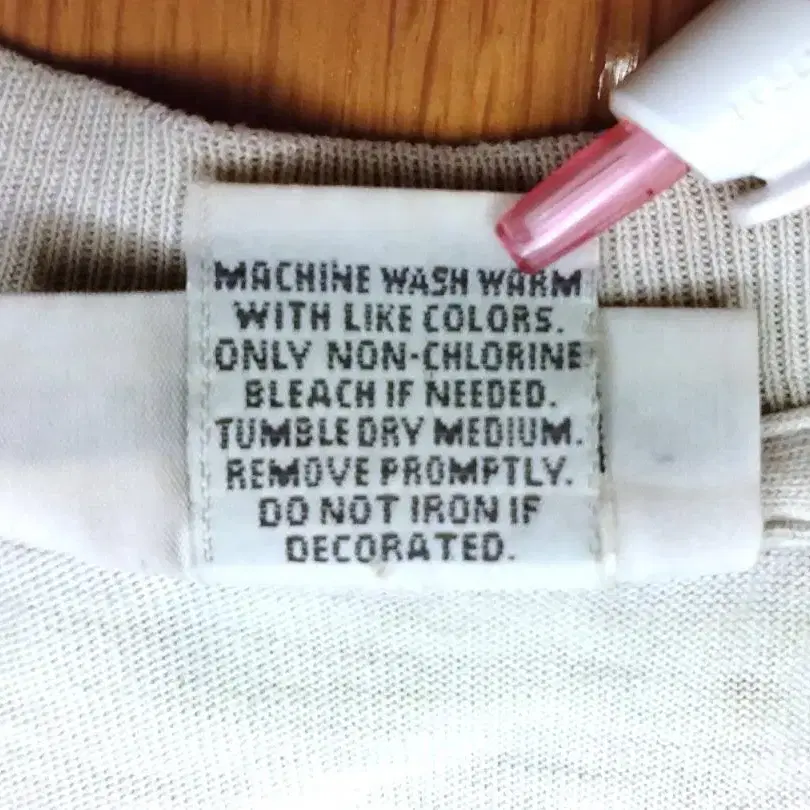 MACHINE WASH WARM
WITH LIKE COLORS.
ONLY NON-CHLORINE
BLEACH IF NEEDED.
TUMBLE DRY MEDIUM.
REMOVE PROMPTLY.
DO NOT IRON IF
DECORATED.